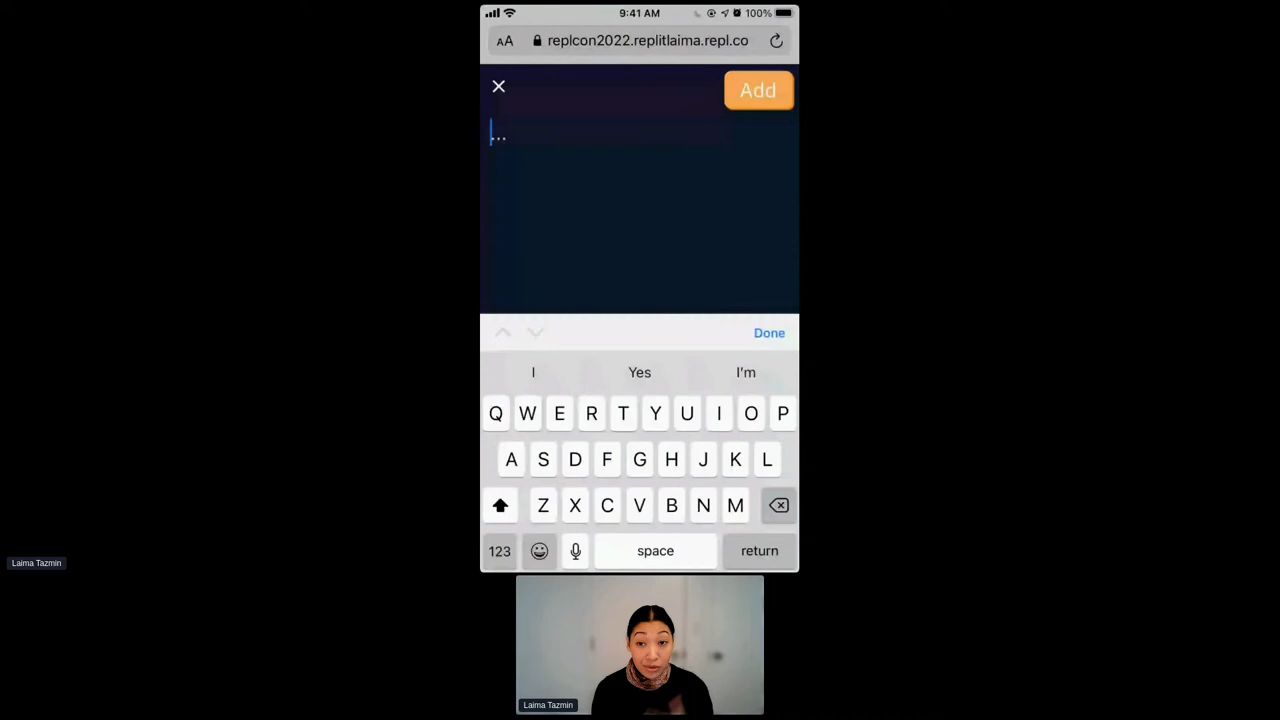 9:41 AM 100%
AA replcon2022.replitlaima.repl.co
Add
...
Done
I Yes I'm
Q W E R T Y U I O P
A S D F G H J K L
Z X C V B N M
123 space return
Laima Tazmin
Laima Tazmin